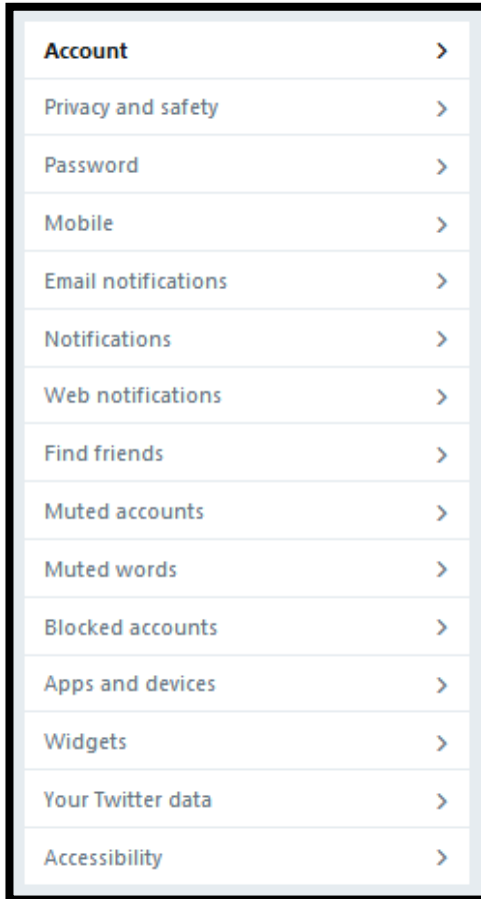 Account
Privacy and safety
Password
Mobile
Email notifications
Notifications
Web notifications
Find friends
Muted accounts
Muted words
Blocked accounts
Apps and devices
Widgets
Your Twitter data
Accessibility